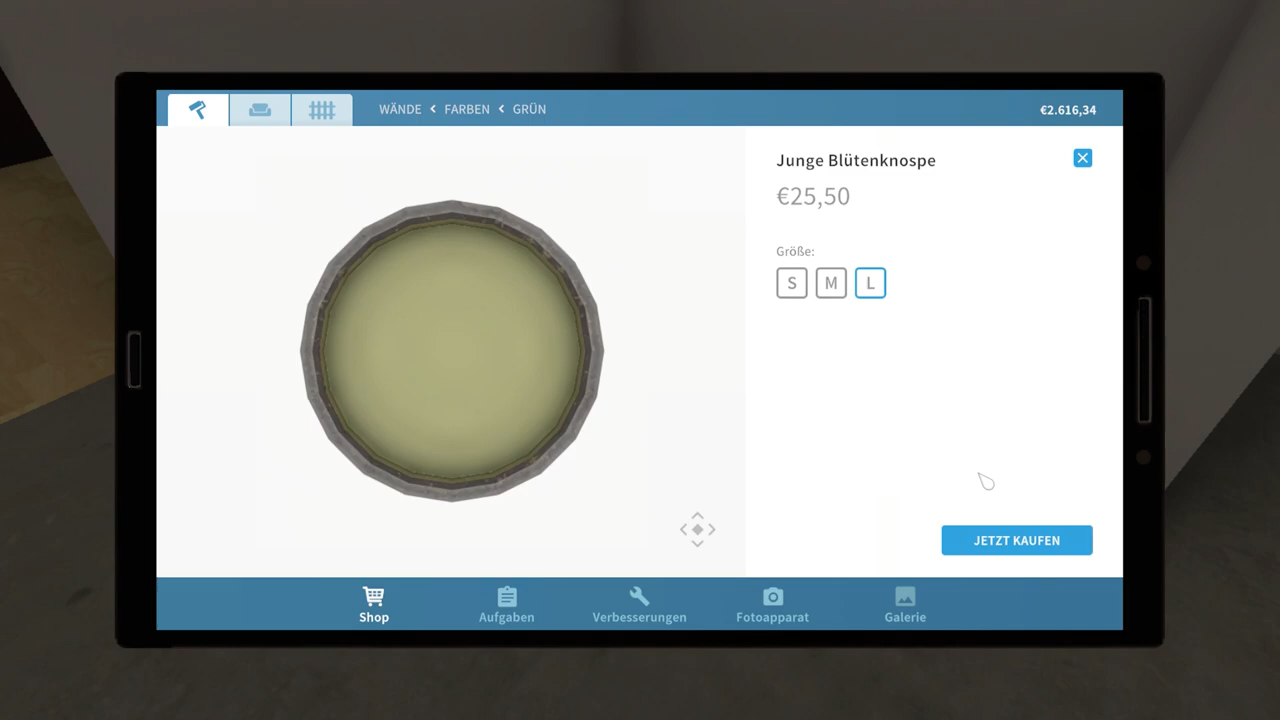 WÄNDE < FARBEN < GRÜN
€2.616,34
Junge Blütenknospe
€25,50
Größe:
S M L
JETZT KAUFEN
Shop Aufgaben Verbesserungen Fotoapparat Galerie